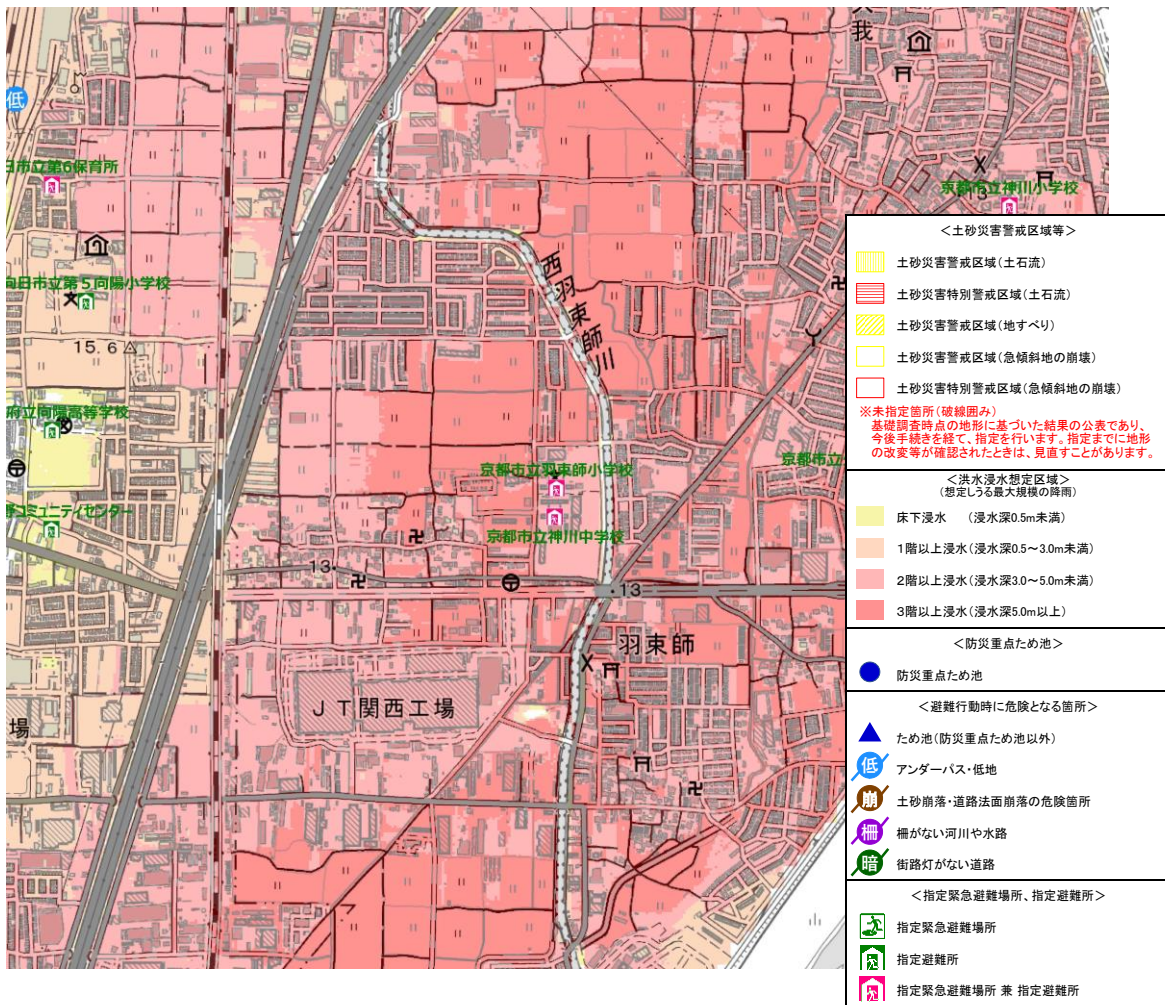 久我
低
日市立第6保育所
京都市立神川小学校
13
向日市立第5向陽小学校
15.6
西羽束師川
府立向陽高等学校
京都市立羽束師小学校
京都市立
野コミュニティセンター
京都市立神川中学校
13
13
羽束師
JT関西工場
場
<土砂災害警戒区域等>
土砂災害警戒区域(土石流)
土砂災害特別警戒区域(土石流)
土砂災害警戒区域(地すべり)
土砂災害警戒区域(急傾斜地の崩壊)
土砂災害特別警戒区域(急傾斜地の崩壊)
※未指定箇所(破線囲み)
基礎調査時点の地形に基づいた結果の公表であり、
今後手続きを経て、指定を行います。指定までに地形
の改変等が確認されたときは、見直すことがあります。
<洪水浸水想定区域>
(想定しうる最大規模の降雨)
床下浸水 (浸水深0.5m未満)
1階以上浸水(浸水深0.5~3.0m未満)
2階以上浸水(浸水深3.0~5.0m未満)
3階以上浸水(浸水深5.0m以上)
<防災重点ため池>
防災重点ため池
<避難行動時に危険となる箇所>
ため池(防災重点ため池以外)
低 アンダーパス・低地
崩 土砂崩落・道路法面崩落の危険箇所
柵 柵がない河川や水路
暗 街路灯がない道路
<指定緊急避難場所、指定避難所>
指定緊急避難場所
指定避難所
指定緊急避難場所 兼 指定避難所